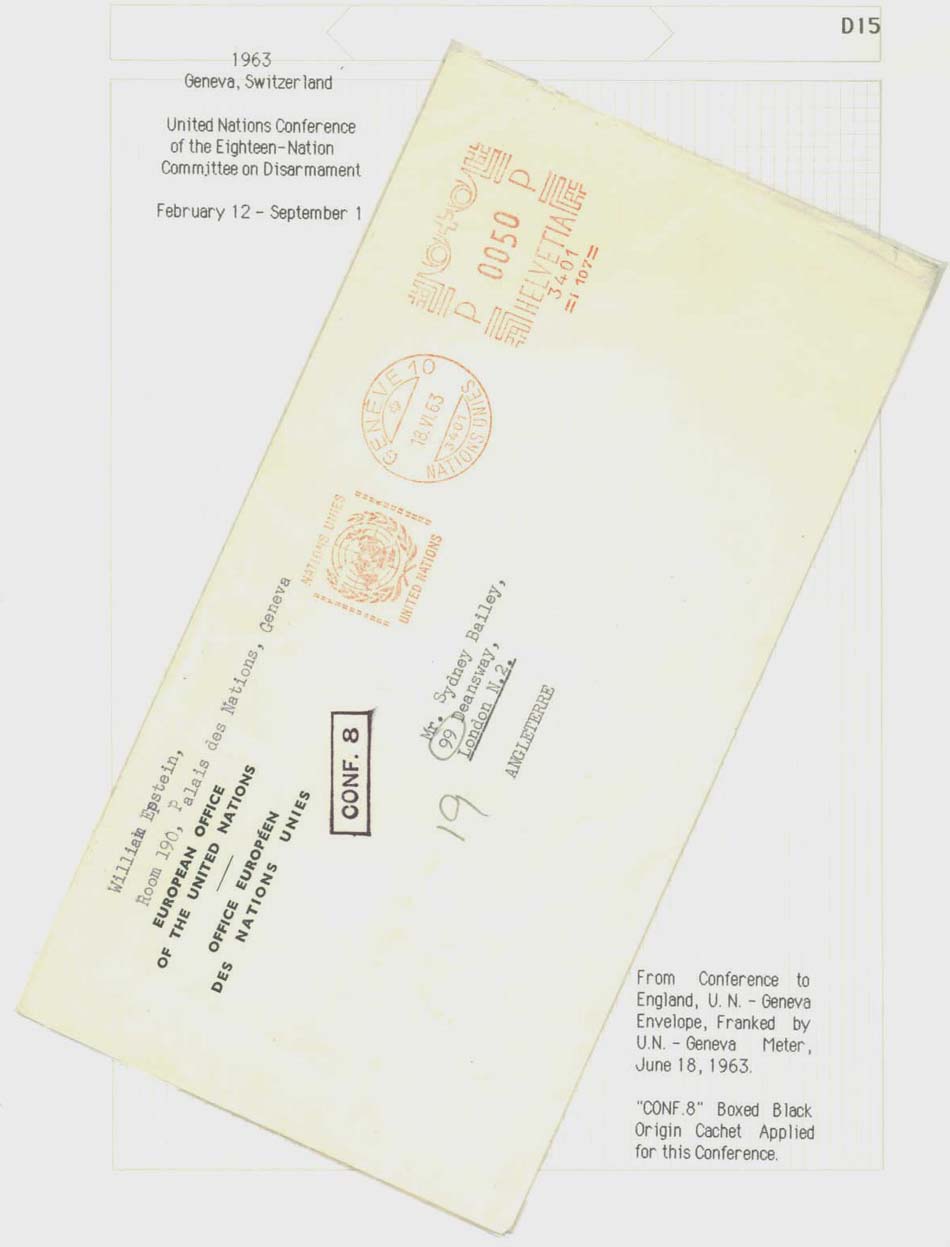 D15
1963
Geneva, Switzerland
United Nations Conference
of the Eighteen-Nation
Committee on Disarmament
February 12 - September 1
P 0050 P
HELVETIA
3401
=i 107=
GENÈVE 10
18.VI.63
3401
NATIONS UNIES
NATIONS UNIES
UNITED NATIONS
William Epstein,
Room 190, Palais des Nations, Geneva
EUROPEAN OFFICE
OF THE UNITED NATIONS
OFFICE EUROPÉEN
DES NATIONS UNIES
CONF. 8
Mr. Sydney Bailey,
99 Deansway,
London N.2.
ANGLETERRE
19
From Conference to
England, U. N. - Geneva
Envelope, Franked by
U.N. - Geneva Meter,
June 18, 1963.
"CONF.8" Boxed Black
Origin Cachet Applied
for this Conference.